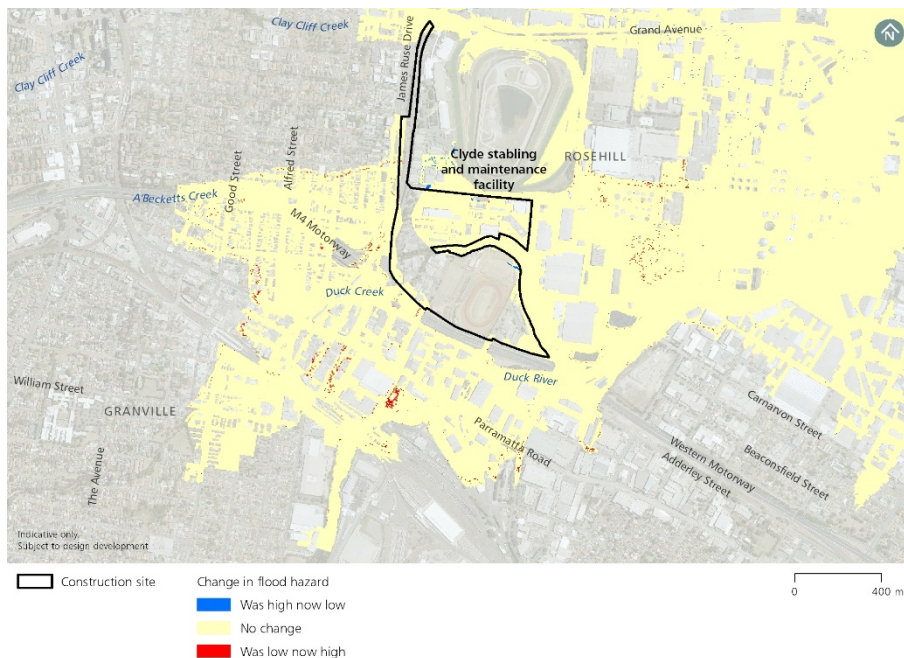 Clay Cliff Creek
James Ruse Drive
Grand Avenue
N
Clay Cliff Creek
Good Street
Alfred Street
Clyde stabling
and maintenance
facility
ROSEHILL
A'Becketts Creek
M4 Motorway
Duck Creek
Duck River
William Street
GRANVILLE
The Avenue
Parramatta Road
Carnarvon Street
Beaconsfield Street
Western Motorway
Adderley Street
Indicative only.
Subject to design development
Construction site
Change in flood hazard
Was high now low
No change
Was low now high
0 400 m